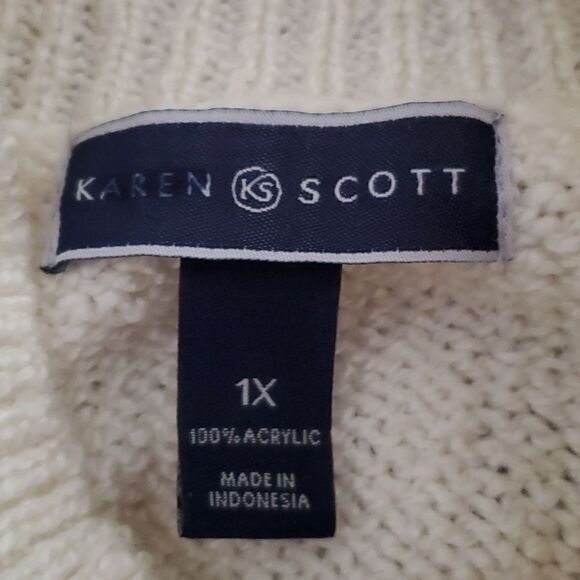 KAREN KS SCOTT
1X
100% ACRYLIC
MADE IN
INDONESIA